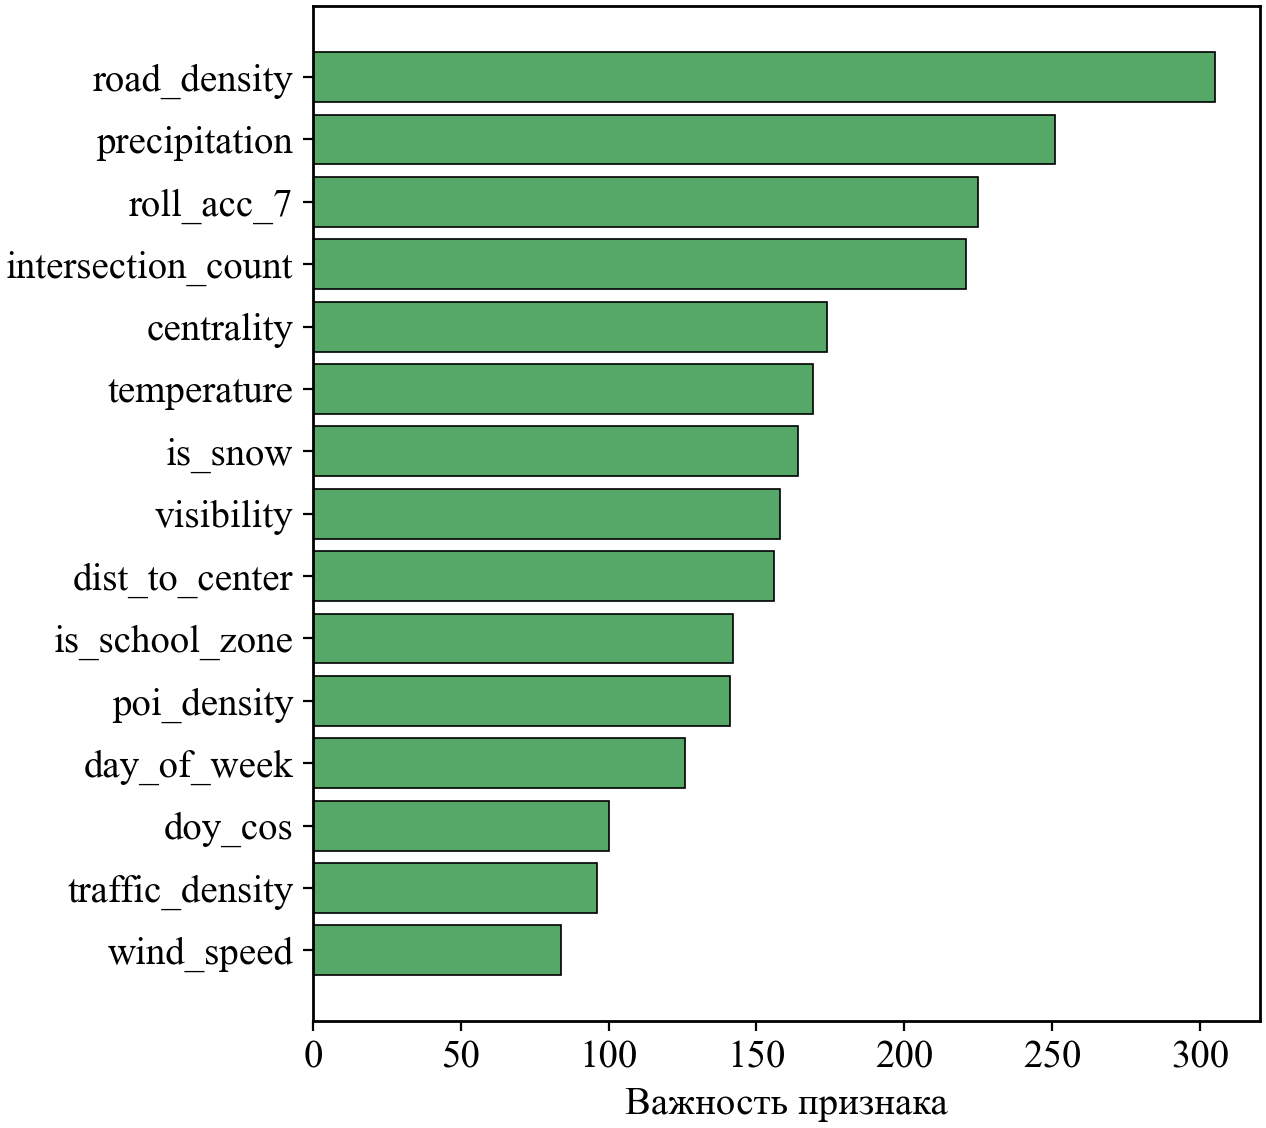 road_density
precipitation
roll_acc_7
intersection_count
centrality
temperature
is_snow
visibility
dist_to_center
is_school_zone
poi_density
day_of_week
doy_cos
traffic_density
wind_speed
0 50 100 150 200 250 300
Важность признака